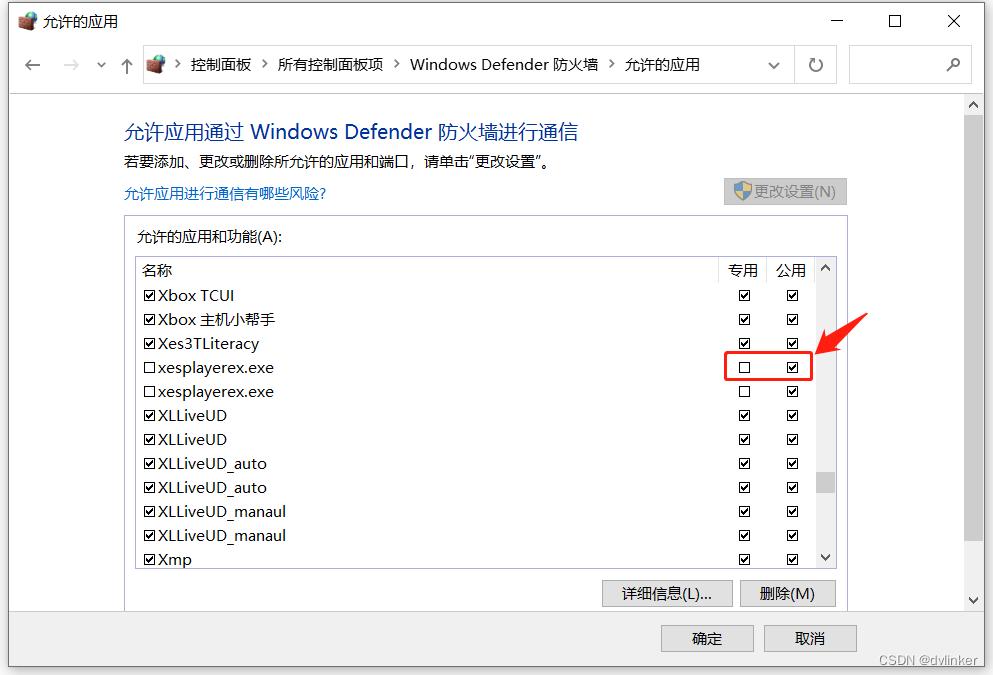 允许的应用
控制面板 所有控制面板项 Windows Defender 防火墙 允许的应用
允许应用通过 Windows Defender 防火墙进行通信
若要添加、更改或删除所允许的应用和端口，请单击"更改设置"。
允许应用进行通信有哪些风险?
更改设置(N)
允许的应用和功能(A):
名称 专用 公用
Xbox TCUI
Xbox 主机小帮手
Xes3TLiteracy
xesplayerex.exe
xesplayerex.exe
XLLiveUD
XLLiveUD
XLLiveUD_auto
XLLiveUD_auto
XLLiveUD_manaul
XLLiveUD_manaul
Xmp
详细信息(L)... 删除(M)
确定 取消
CSDN @dvlinker